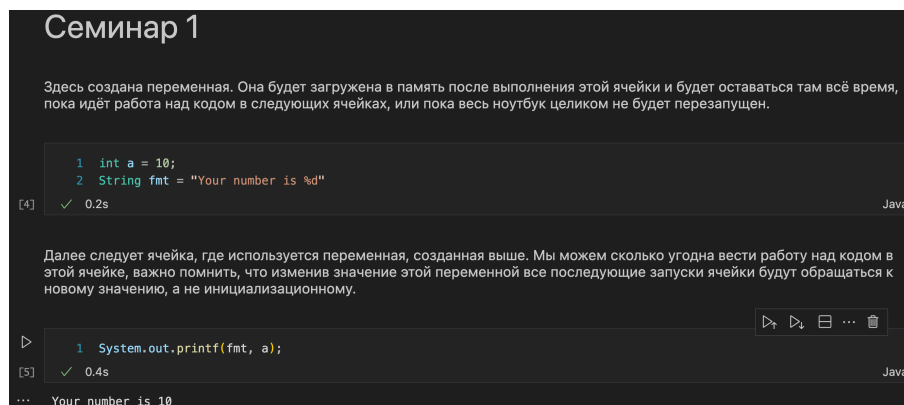 Семинар 1
Здесь создана переменная. Она будет загружена в память после выполнения этой ячейки и будет оставаться там всё время,
пока идёт работа над кодом в следующих ячейках, или пока весь ноутбук целиком не будет перезапущен.
1 int a = 10;
2 String fmt = "Your number is %d"
[4] 0.2s Java
Далее следует ячейка, где используется переменная, созданная выше. Мы можем сколько угодна вести работу над кодом в
этой ячейке, важно помнить, что изменив значение этой переменной все последующие запуски ячейки будут обращаться к
новому значению, а не инициализационному.
1 System.out.printf(fmt, a);
[5] 0.4s Java
... Your number is 10